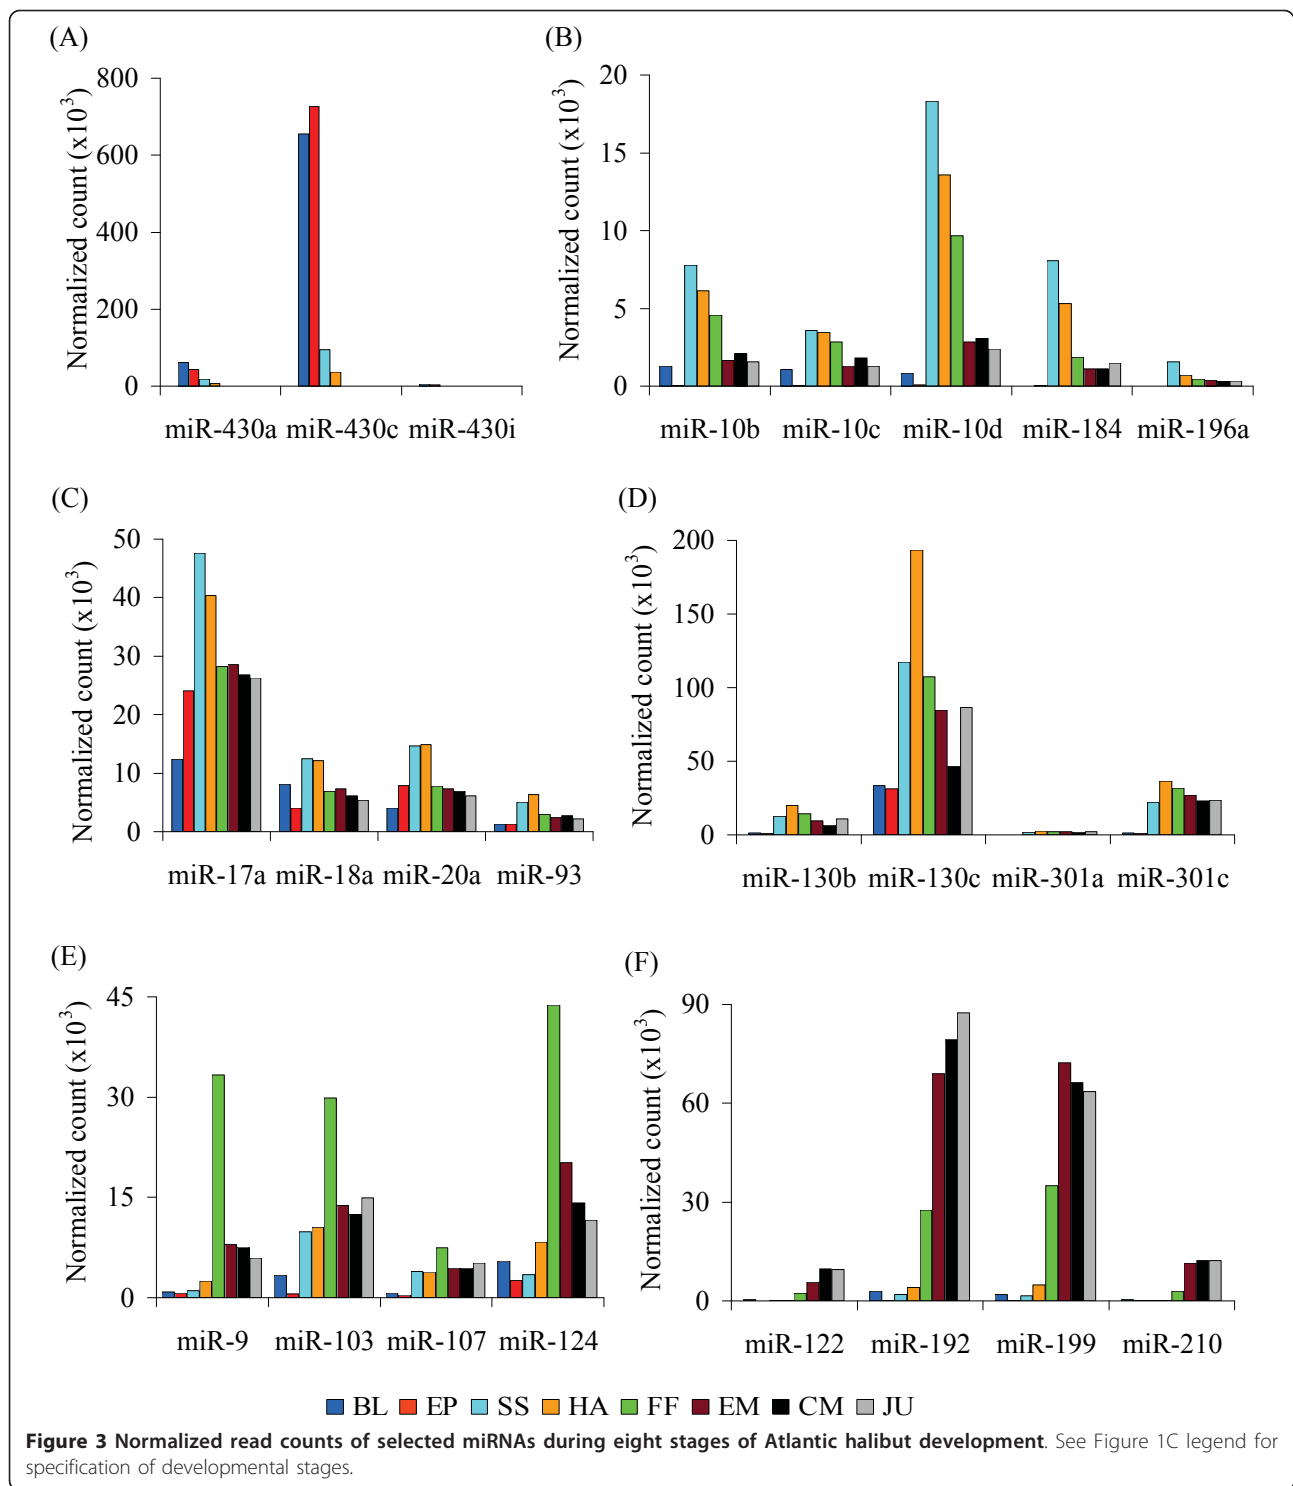 (A)
Normalized count (x10³)
800
600
400
200
0
miR-430a miR-430c miR-430i
(B)
Normalized count (x10³)
20
15
10
5
0
miR-10b miR-10c miR-10d miR-184 miR-196a
(C)
Normalized count (x10³)
50
40
30
20
10
0
miR-17a miR-18a miR-20a miR-93
(D)
Normalized count (x10³)
200
150
100
50
0
miR-130b miR-130c miR-301a miR-301c
(E)
Normalized count (x10³)
45
30
15
0
miR-9 miR-103 miR-107 miR-124
(F)
Normalized count (x10³)
90
60
30
0
miR-122 miR-192 miR-199 miR-210
BL EP SS HA FF EM CM JU
Figure 3 Normalized read counts of selected miRNAs during eight stages of Atlantic halibut development. See Figure 1C legend for
specification of developmental stages.